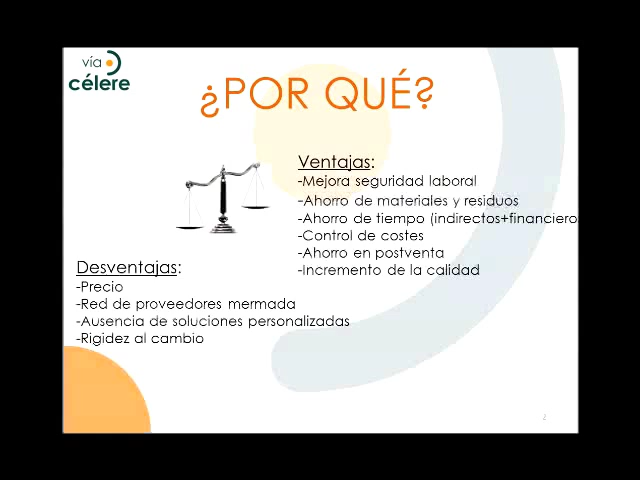 vía
célere
¿POR QUÉ?
Ventajas:
-Mejora seguridad laboral
-Ahorro de materiales y residuos
-Ahorro de tiempo (indirectos+financiero
-Control de costes
-Ahorro en postventa
-Incremento de la calidad
Desventajas:
-Precio
-Red de proveedores mermada
-Ausencia de soluciones personalizadas
-Rigidez al cambio